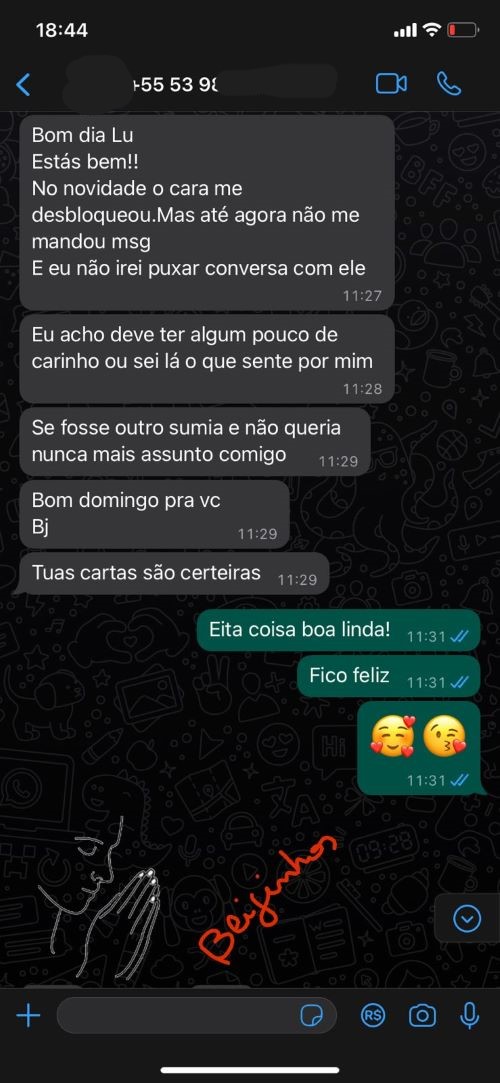 18:44
+55 53 98
Bom dia Lu
Estás bem!!
No novidade o cara me
desbloqueou.Mas até agora não me
mandou msg
E eu não irei puxar conversa com ele
11:27
Eu acho deve ter algum pouco de
carinho ou sei lá o que sente por mim
11:28
Se fosse outro sumia e não queria
nunca mais assunto comigo 11:29
Bom domingo pra vc
Bj 11:29
Tuas cartas são certeiras 11:29
Eita coisa boa linda! 11:31
Fico feliz 11:31
11:31
Beijinhos
R$